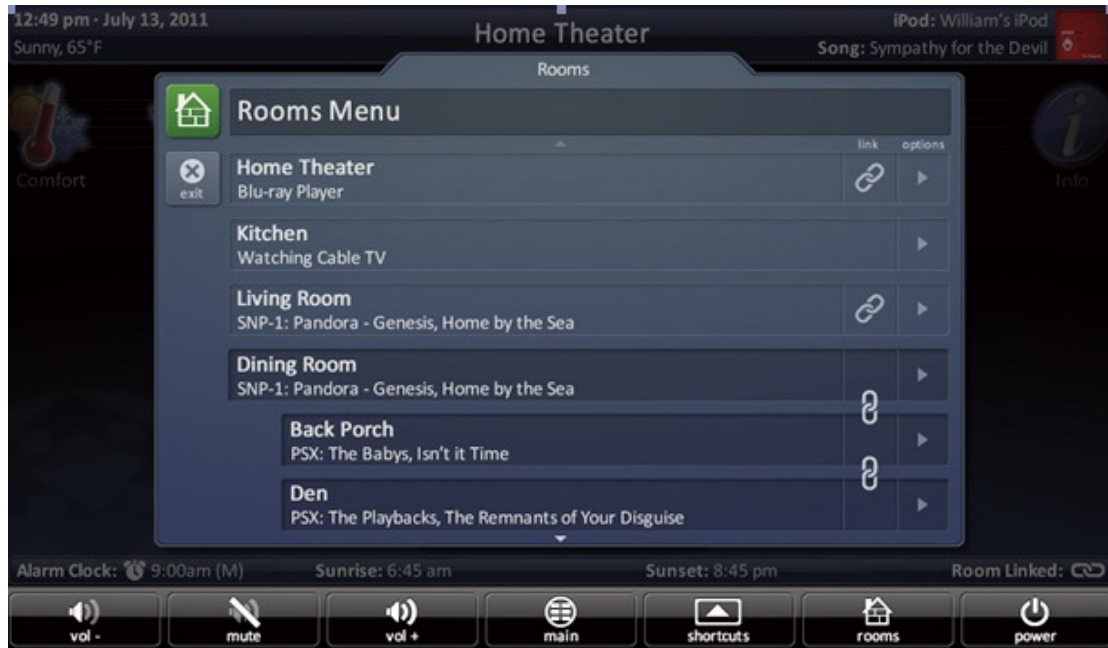 12:49 pm · July 13, 2011
Sunny, 65°F
Home Theater
iPod: William's iPod
Song: Sympathy for the Devil
Rooms
Rooms Menu
link options
Comfort
exit
Info
Home Theater
Blu-ray Player
Kitchen
Watching Cable TV
Living Room
SNP-1: Pandora - Genesis, Home by the Sea
Dining Room
SNP-1: Pandora - Genesis, Home by the Sea
Back Porch
PSX: The Babys, Isn't it Time
Den
PSX: The Playbacks, The Remnants of Your Disguise
Alarm Clock: 9:00am (M) Sunrise: 6:45 am Sunset: 8:45 pm Room Linked:
vol - mute vol + main shortcuts rooms power